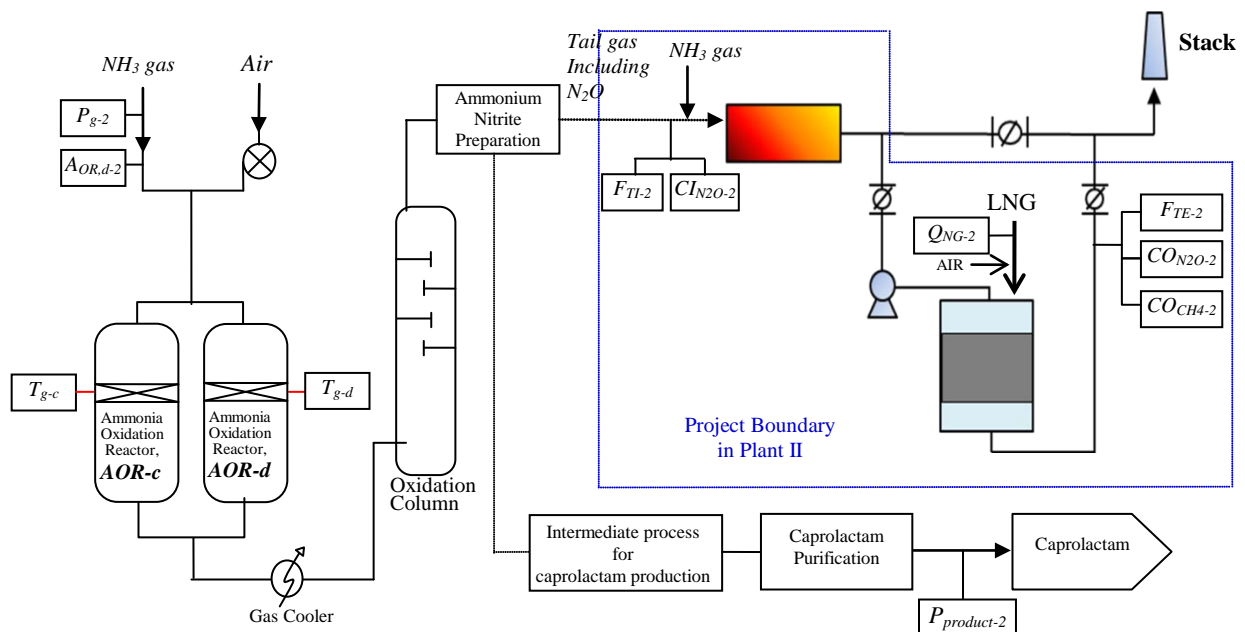 Tail gas
Including
N2O
NH3 gas
Stack
NH3 gas
Air
Pg-2
AOR,d-2
Ammonium
Nitrite
Preparation
FTI-2
CIN2O-2
LNG
QNG-2
AIR
FTE-2
CON2O-2
COCH4-2
Tg-c
Tg-d
Ammonia
Oxidation
Reactor,
AOR-c
Ammonia
Oxidation
Reactor,
AOR-d
Project Boundary
in Plant II
Oxidation
Column
Gas Cooler
Intermediate process
for
caprolactam production
Caprolactam
Purification
Caprolactam
Pproduct-2